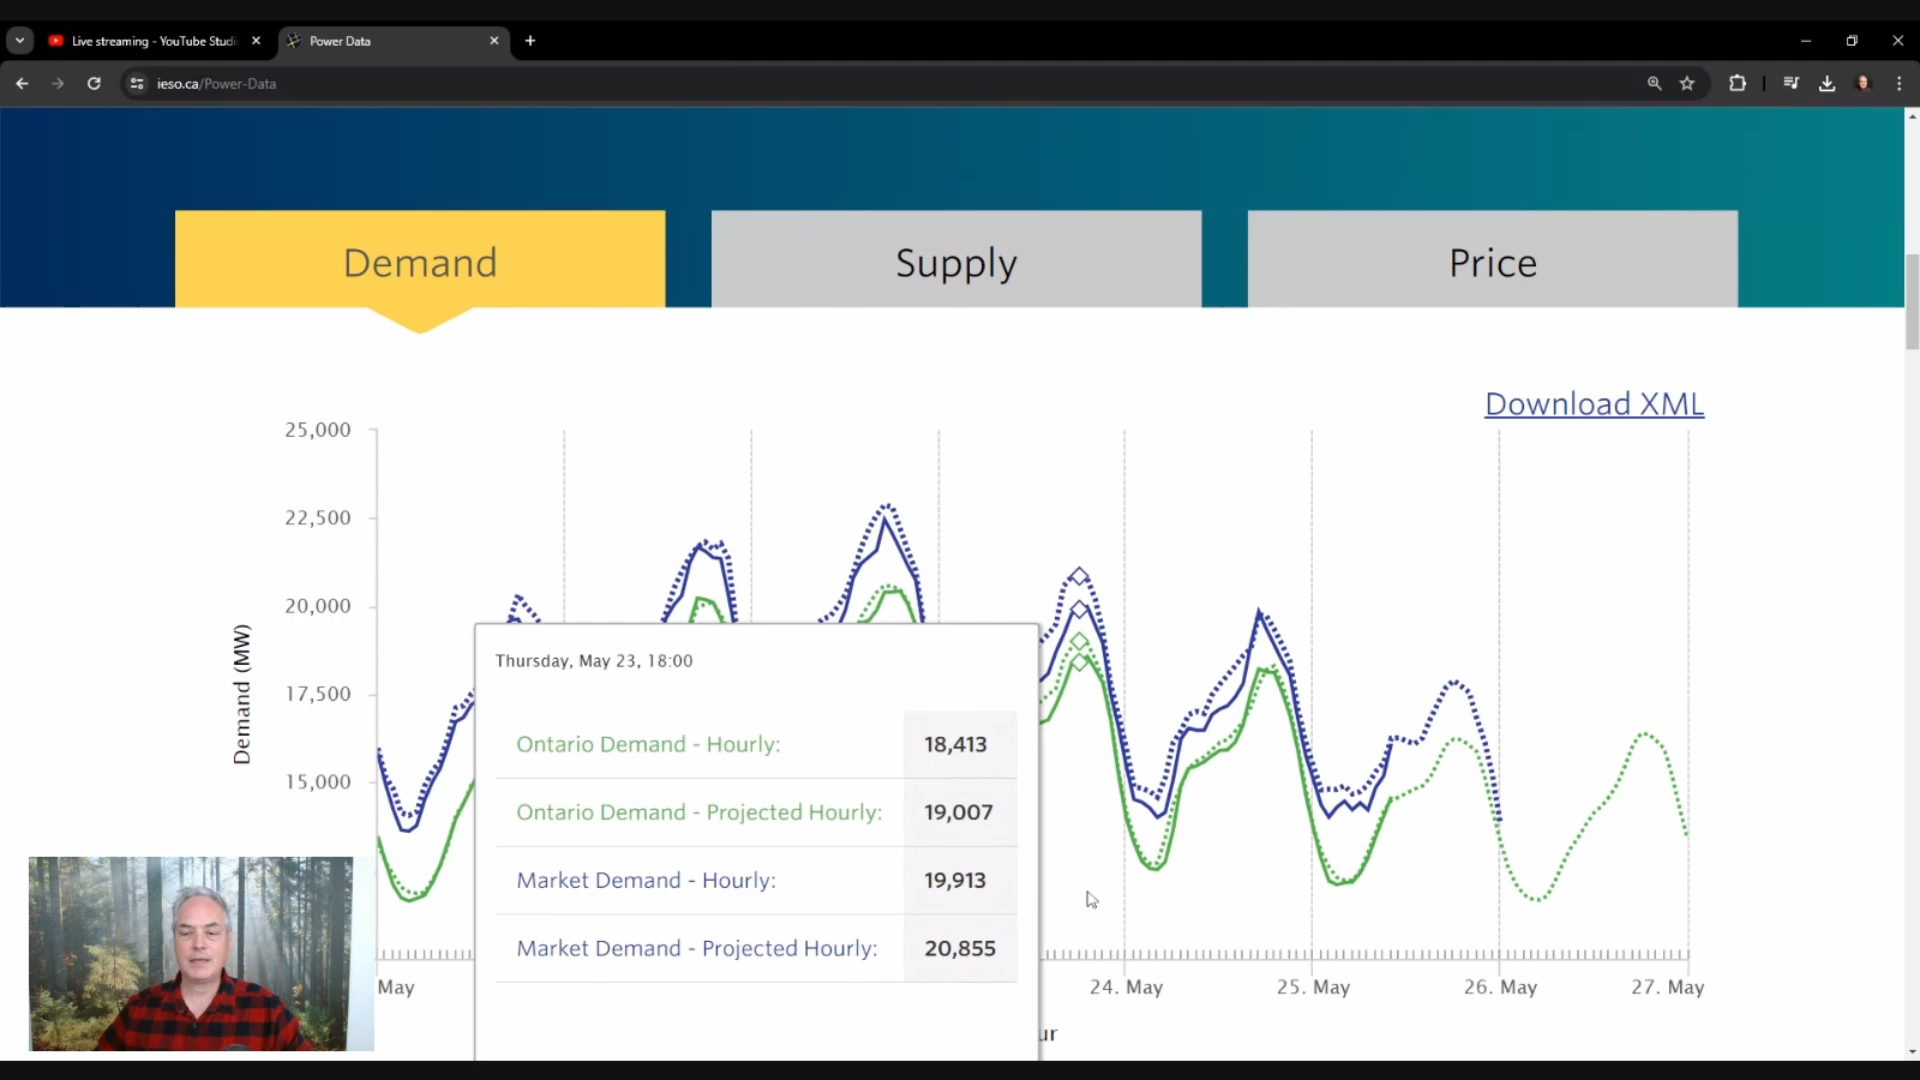 Live streaming - YouTube Studi
Power Data
ieso.ca/Power-Data
Demand
Supply
Price
Download XML
25,000
22,500
20,000
17,500
15,000
Demand (MW)
Thursday, May 23, 18:00
Ontario Demand - Hourly: 18,413
Ontario Demand - Projected Hourly: 19,007
Market Demand - Hourly: 19,913
Market Demand - Projected Hourly: 20,855
May
24. May
25. May
26. May
27. May
ur